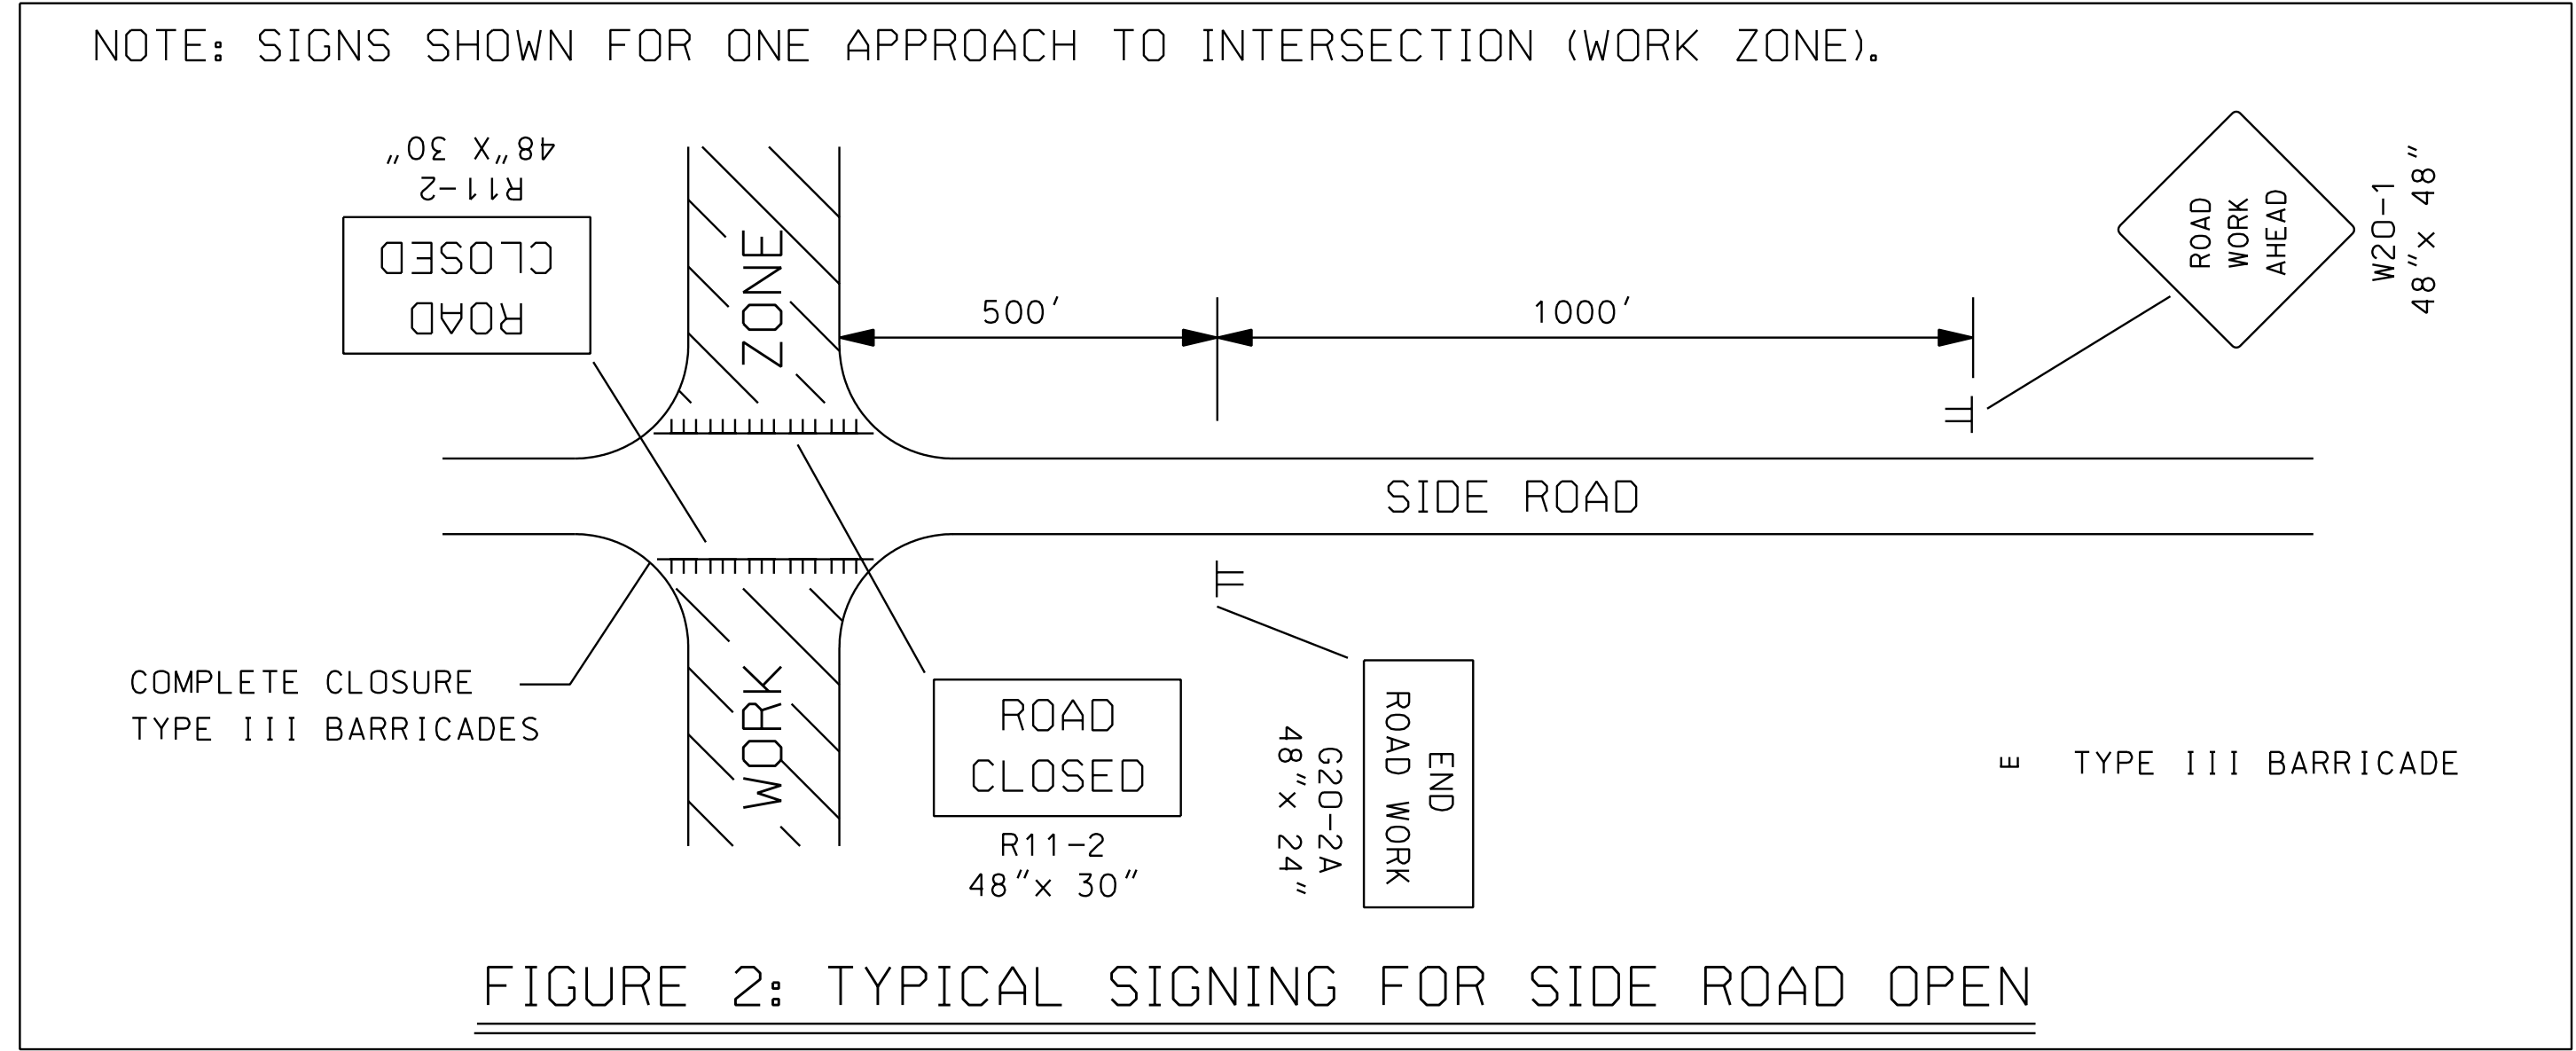 NOTE: SIGNS SHOWN FOR ONE APPROACH TO INTERSECTION (WORK ZONE).
ROAD
CLOSED
R11-2
48"X 30"
ZONE
500'
1000'
ROAD
WORK
AHEAD
W20-1
48"x 48"
SIDE ROAD
COMPLETE CLOSURE
TYPE III BARRICADES
WORK
ROAD
CLOSED
R11-2
48"x 30"
END
ROAD WORK
G20-2A
48"x 24"
TYPE III BARRICADE
FIGURE 2: TYPICAL SIGNING FOR SIDE ROAD OPEN